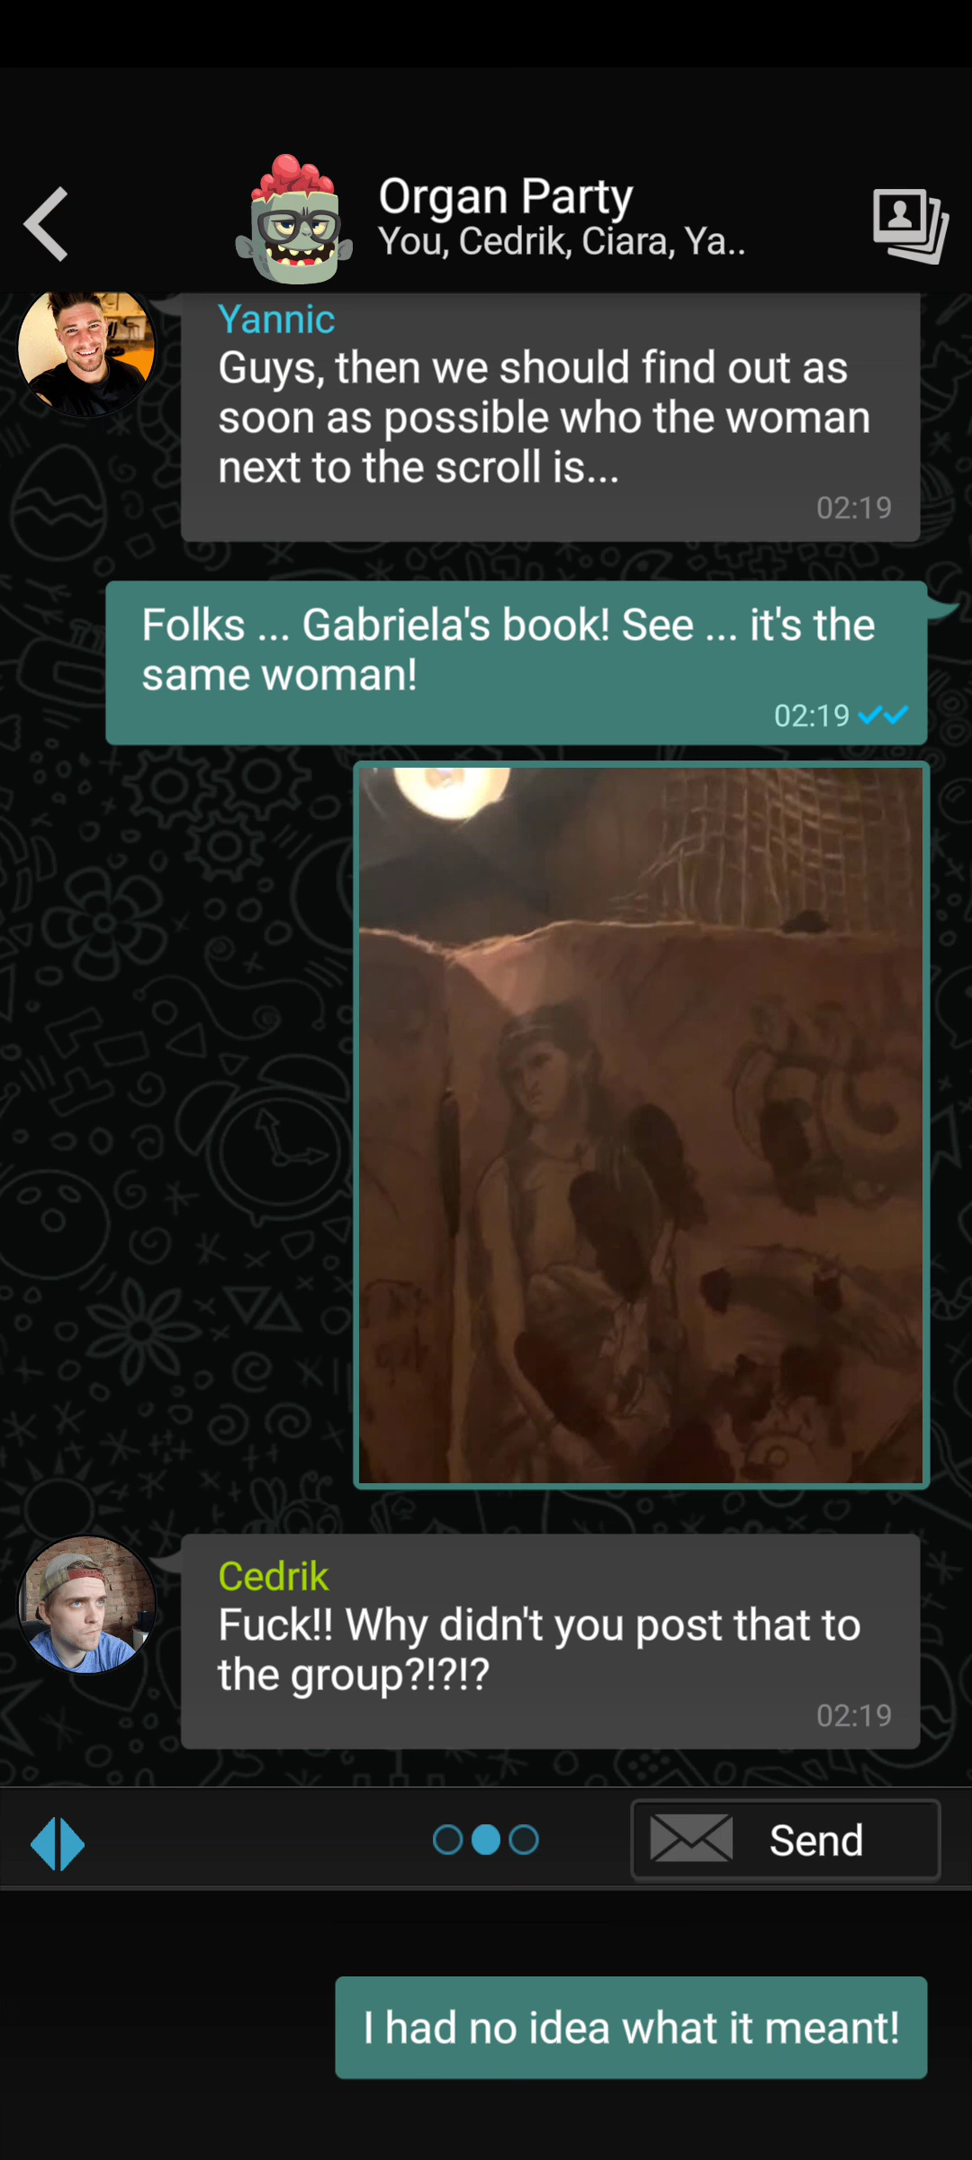 Organ Party
You, Cedrik, Ciara, Ya..
Yannic
Guys, then we should find out as
soon as possible who the woman
next to the scroll is...
02:19
Folks ... Gabriela's book! See ... it's the
same woman!
02:19
Cedrik
Fuck!! Why didn't you post that to
the group?!?!?
02:19
Send
I had no idea what it meant!